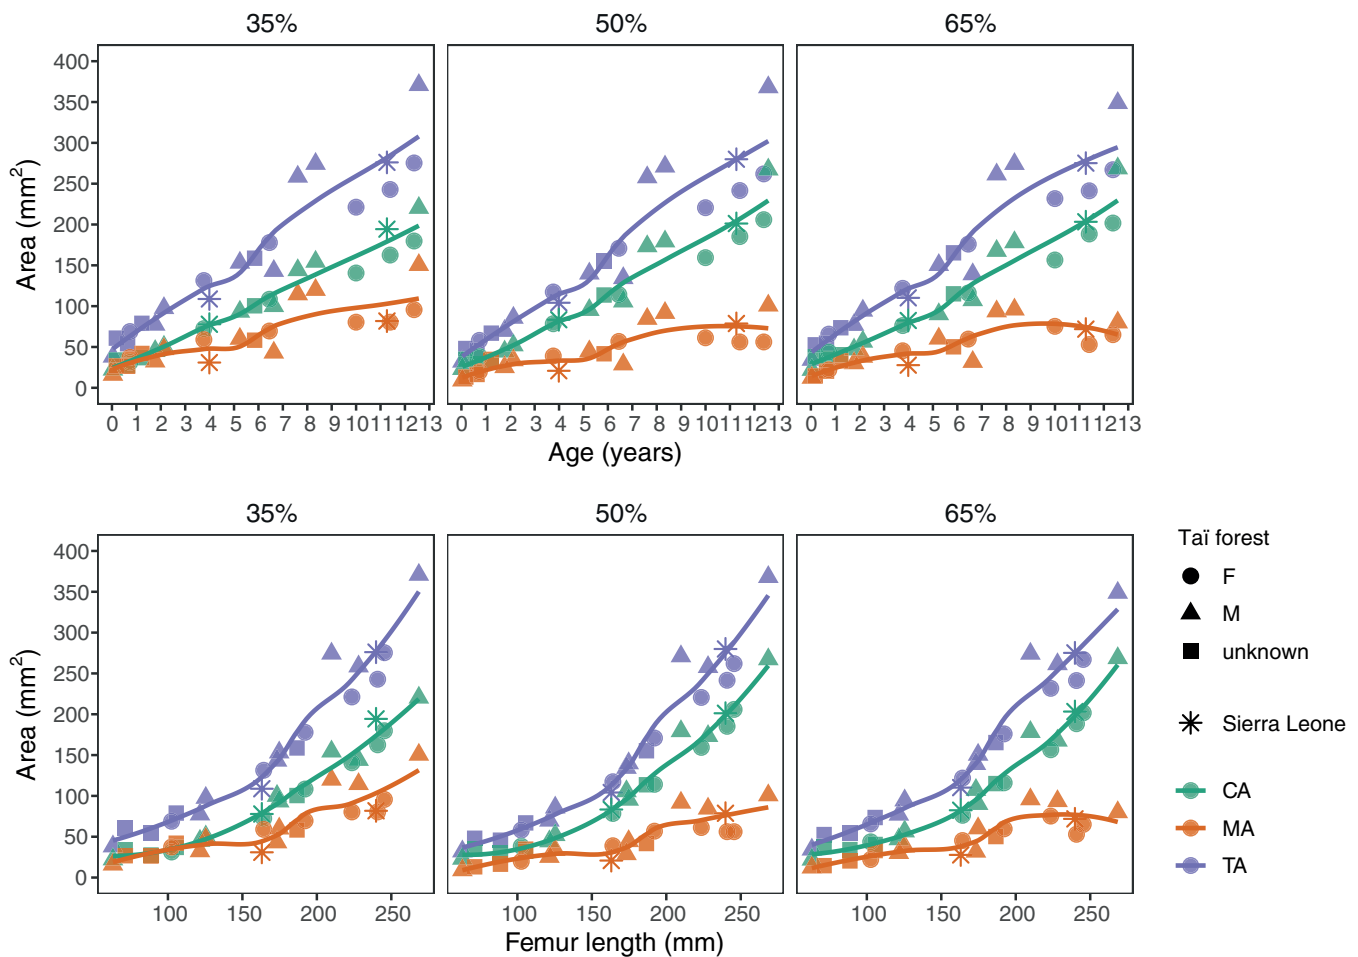 35% 50% 65%
400
350
300
250
200
150
100
50
0
Area (mm²)
0 1 2 3 4 5 6 7 8 9 10 11 12 13 0 1 2 3 4 5 6 7 8 9 10 11 12 13 0 1 2 3 4 5 6 7 8 9 10 11 12 13
Age (years)
35% 50% 65%
400
350
300
250
200
150
100
50
0
Area (mm²)
100 150 200 250 100 150 200 250 100 150 200 250
Femur length (mm)
Taï forest
F
M
unknown
Sierra Leone
CA
MA
TA